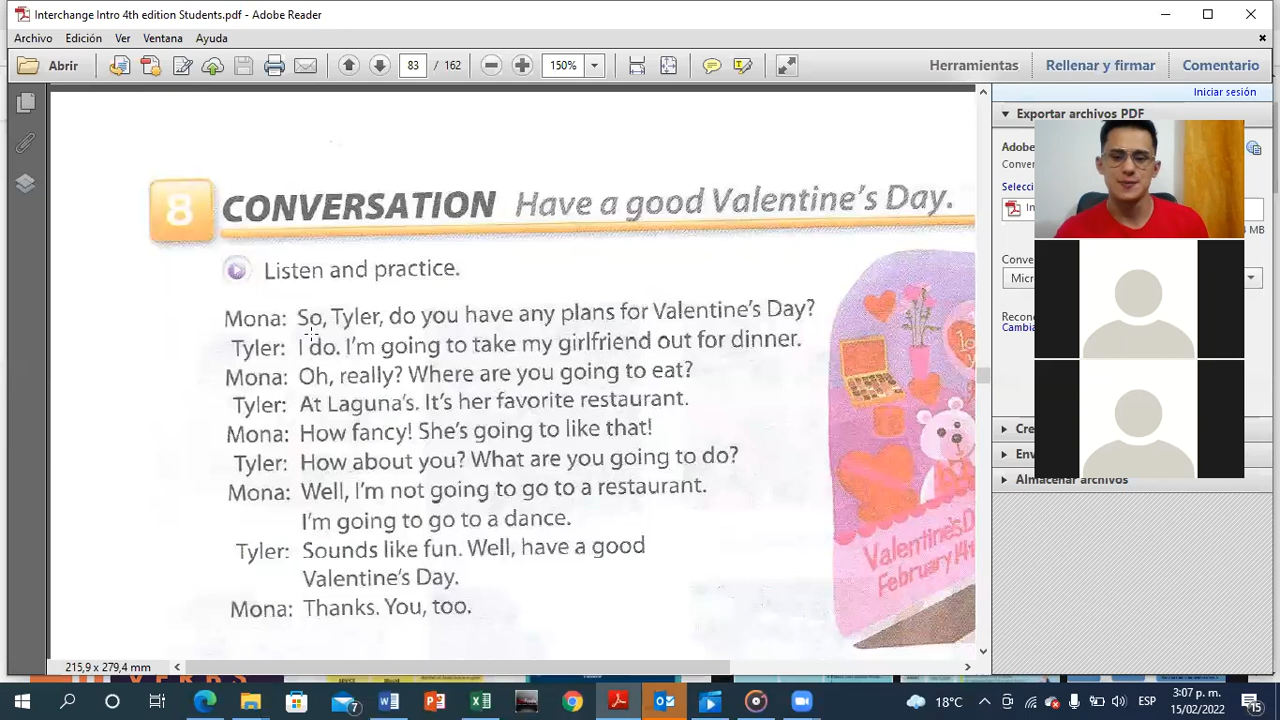 Interchange Intro 4th edition Students.pdf - Adobe Reader
Archivo Edición Ver Ventana Ayuda
Abrir 83 / 162 150% Herramientas Rellenar y firmar Comentario
Iniciar sesión
Exportar archivos PDF
8 CONVERSATION Have a good Valentine's Day.
Listen and practice.
Mona: So, Tyler, do you have any plans for Valentine's Day?
Tyler: I do. I'm going to take my girlfriend out for dinner.
Mona: Oh, really? Where are you going to eat?
Tyler: At Laguna's. It's her favorite restaurant.
Mona: How fancy! She's going to like that!
Tyler: How about you? What are you going to do?
Mona: Well, I'm not going to go to a restaurant.
I'm going to go to a dance.
Tyler: Sounds like fun. Well, have a good
Valentine's Day.
Mona: Thanks. You, too.
Valentine's D
February 14t
Almacenar archivos
215,9 x 279,4 mm
7 18°C ESP 3:07 p. m.
15/02/2022 15